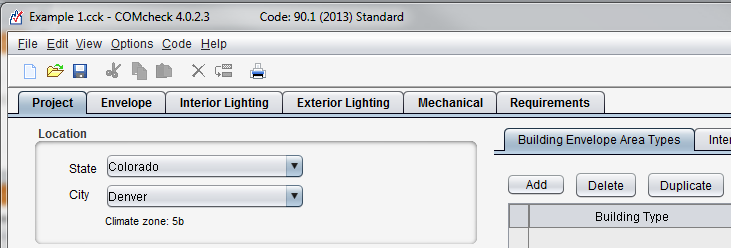 Example 1.cck - COMcheck 4.0.2.3 Code: 90.1 (2013) Standard
File Edit View Options Code Help
Project Envelope Interior Lighting Exterior Lighting Mechanical Requirements
Location
Building Envelope Area Types Inte
State Colorado
City Denver
Add Delete Duplicate
Climate zone: 5b
Building Type